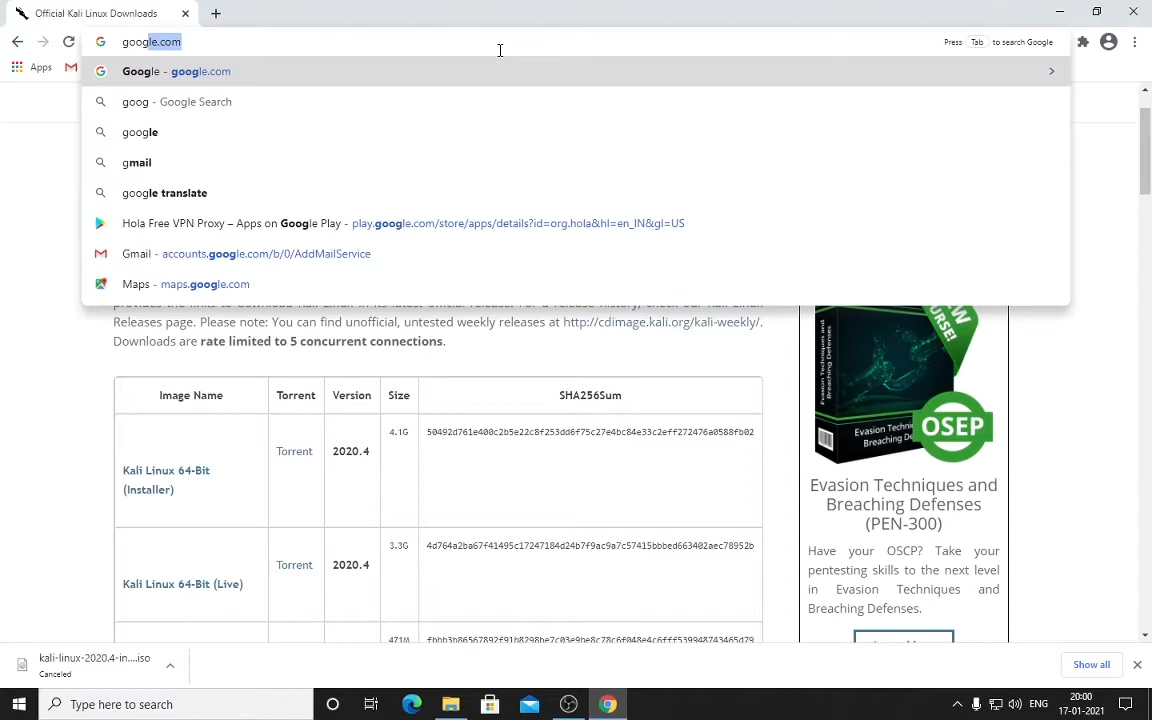 Official Kali Linux Downloads
google.com
Press Tab to search Google
Apps
Google - google.com
goog - Google Search
google
gmail
google translate
Hola Free VPN Proxy – Apps on Google Play - play.google.com/store/apps/details?id=org.hola&hl=en_IN&gl=US
Gmail - accounts.google.com/b/0/AddMailService
Maps - maps.google.com
Releases page. Please note: You can find unofficial, untested weekly releases at http://cdimage.kali.org/kali-weekly/.
Downloads are rate limited to 5 concurrent connections.
Image Name Torrent Version Size SHA256Sum
Kali Linux 64-Bit (Installer) Torrent 2020.4 4.1G 50492d761e400c2b5e22c8f253dd6f75c27e4bc84e33c2eff272476a0588fb02
Kali Linux 64-Bit (Live) Torrent 2020.4 3.3G 4d764a2ba67f41495c17247184d24b7f9ac9a7c57415bbbed663402aec78952b
471M
NEW
COURSE!
Evasion Techniques and
Breaching Defenses
OSEP
Evasion Techniques and
Breaching Defenses
(PEN-300)
Have your OSCP? Take your
pentesting skills to the next level
in Evasion Techniques and
Breaching Defenses.
kali-linux-2020.4-in....iso
Canceled
Show all
Type here to search
ENG
20:00
17-01-2021